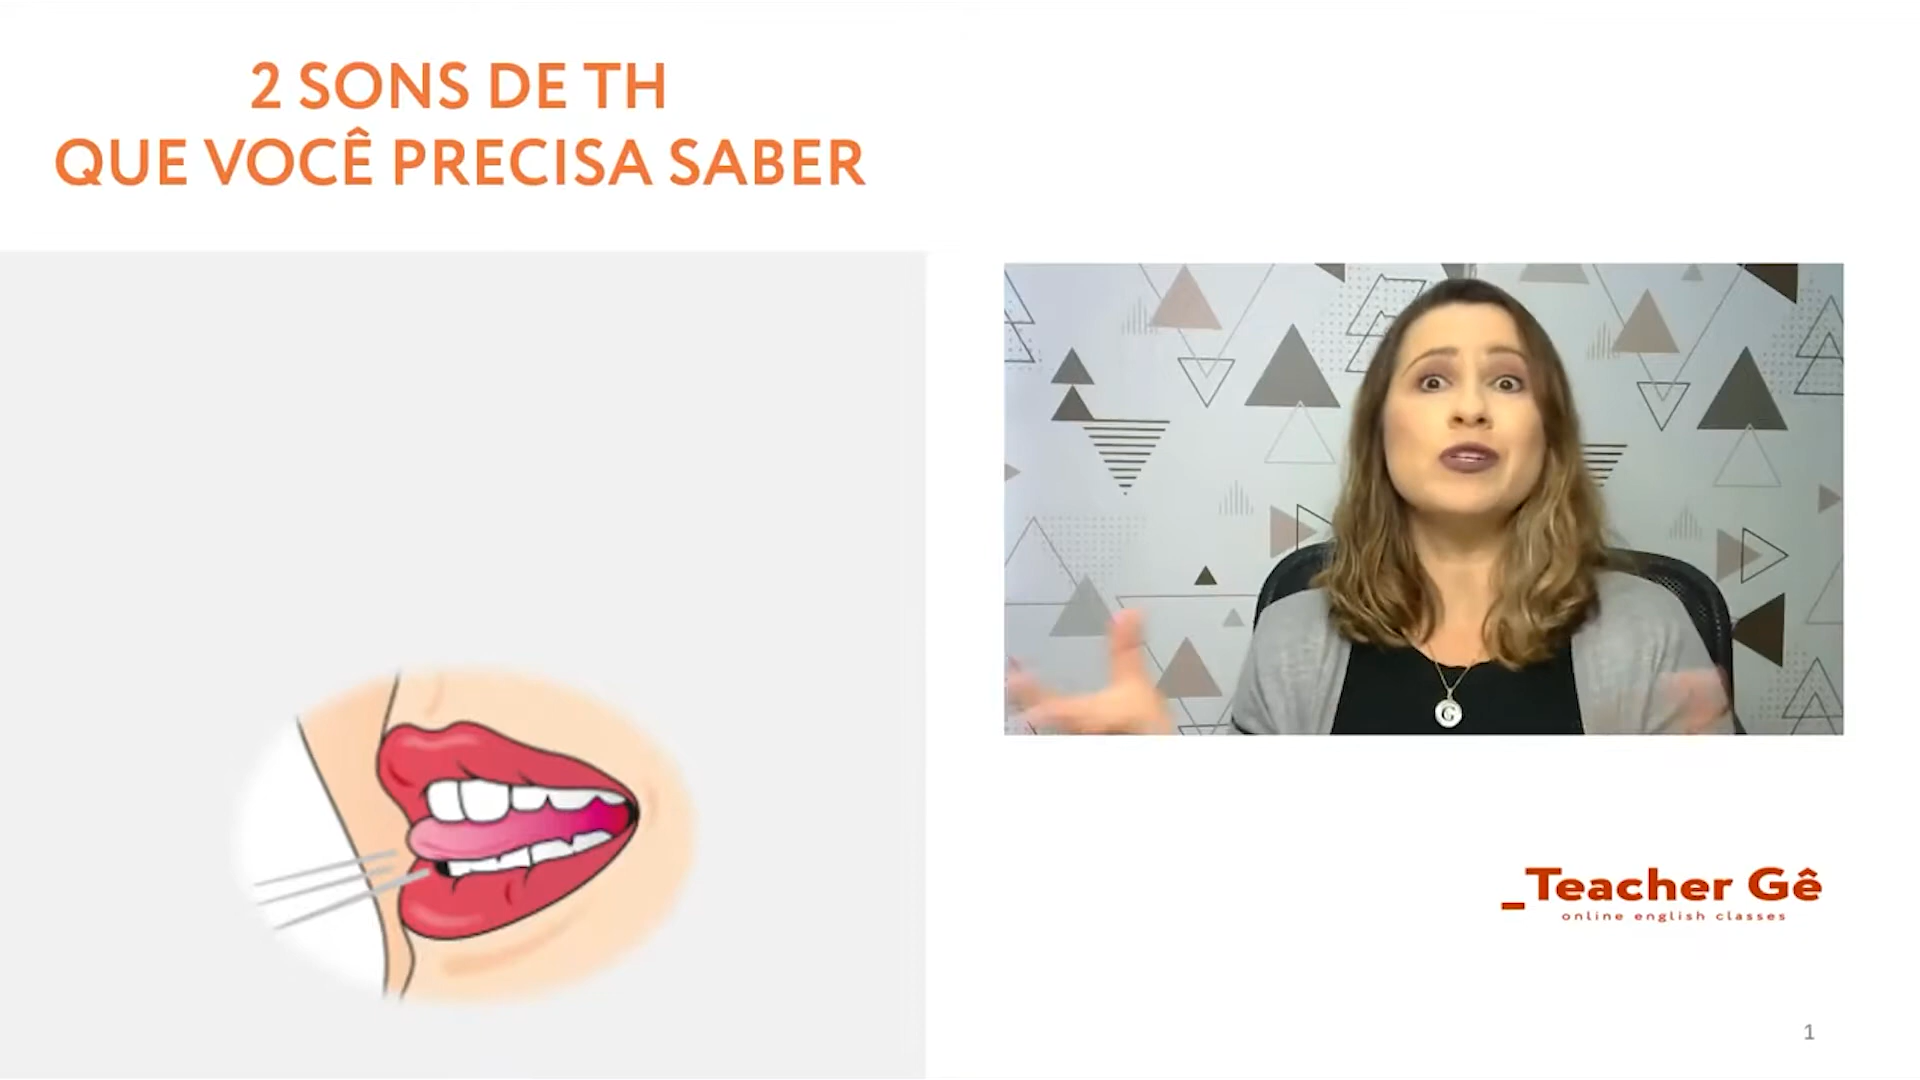 2 SONS DE TH
QUE VOCÊ PRECISA SABER
G
_Teacher Gê
online english classes
1